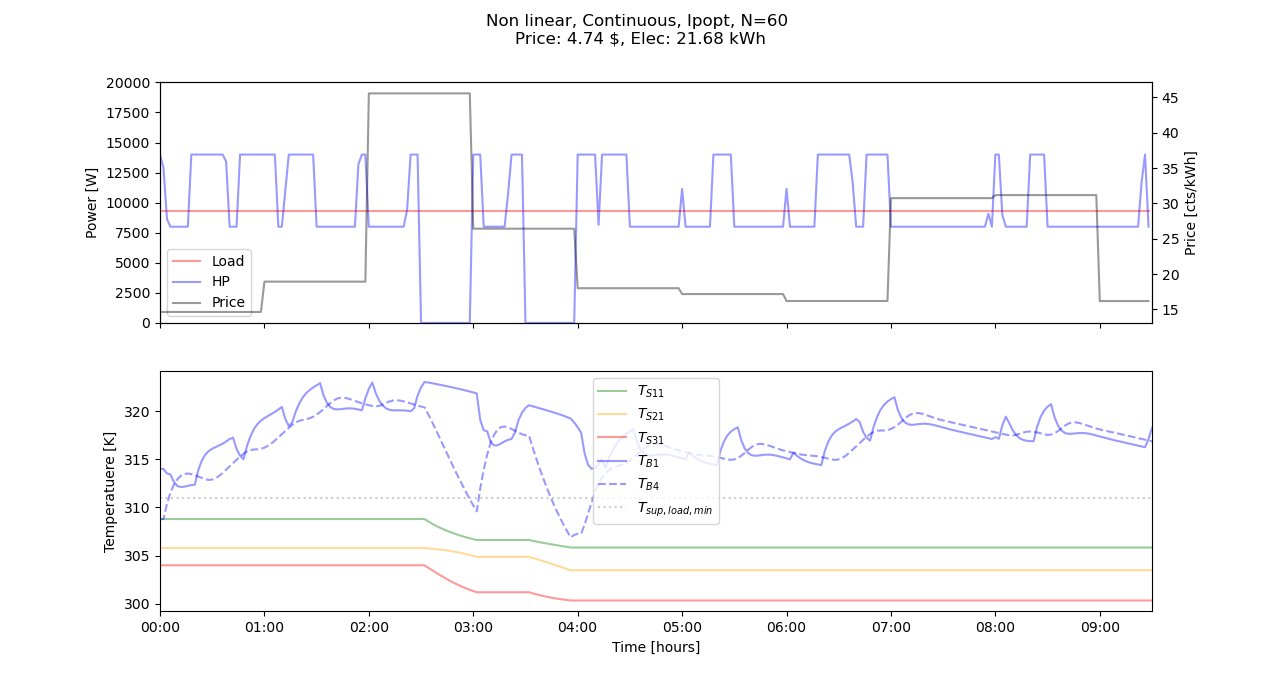 Non linear, Continuous, Ipopt, N=60
Price: 4.74 $, Elec: 21.68 kWh
Power [W]
20000
17500
15000
12500
10000
7500
5000
2500
0
Load
HP
Price
45
40
35
30
25
20
15
Price [cts/kWh]
Temperatuere [K]
320
315
310
305
300
T_{S11}
T_{S21}
T_{S31}
T_{B1}
T_{B4}
T_{sup,load,min}
00:00 01:00 02:00 03:00 04:00 05:00 06:00 07:00 08:00 09:00
Time [hours]